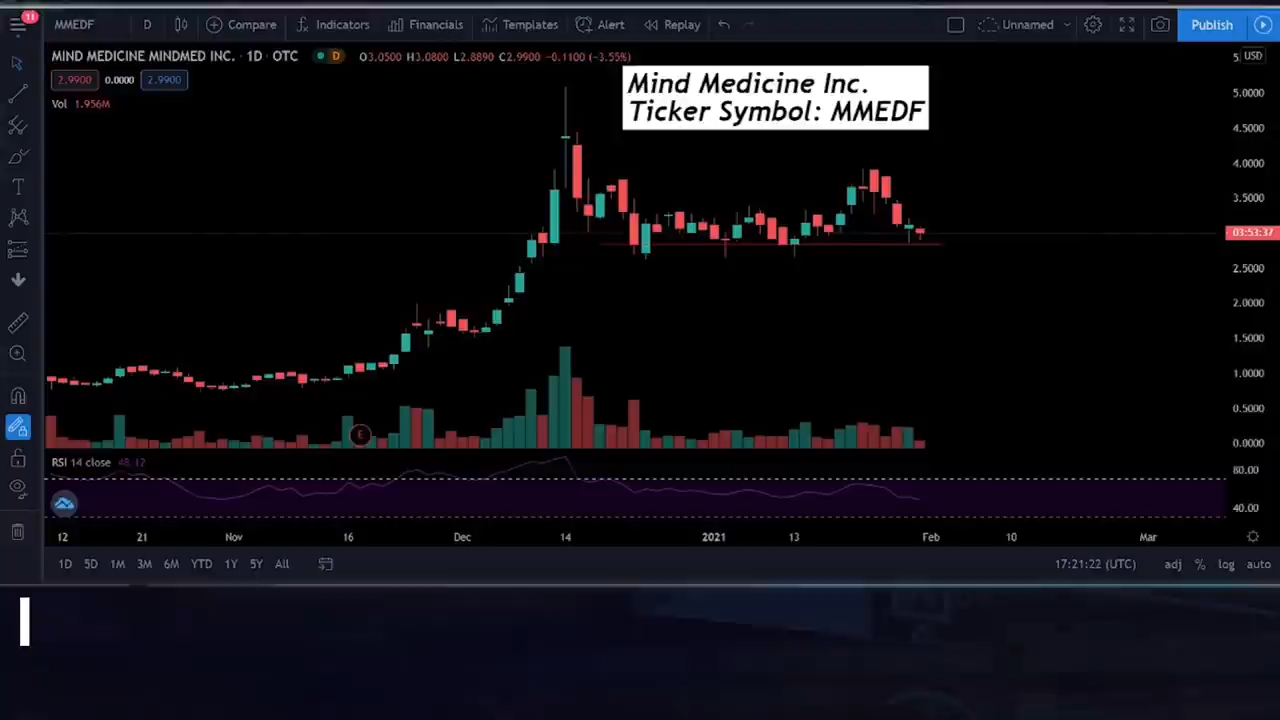 11
MMEDF D Compare Indicators Financials Templates Alert Replay Unnamed Publish
MIND MEDICINE MINDMED INC. · 1D · OTC D O3.0500 H3.0800 L2.8890 C2.9900 -0.1100 (-3.55%)
USD
2.9900 0.0000 2.9900
Vol 1.956M
Mind Medicine Inc.
Ticker Symbol: MMEDF
5.0000
4.5000
4.0000
3.5000
03:53:37
2.5000
2.0000
1.5000
1.0000
0.5000
0.0000
E
RSI 14 close 48.12
80.00
40.00
12 21 Nov 16 Dec 14 2021 13 Feb 10 Mar
1D 5D 1M 3M 6M YTD 1Y 5Y All 17:21:22 (UTC) adj % log auto